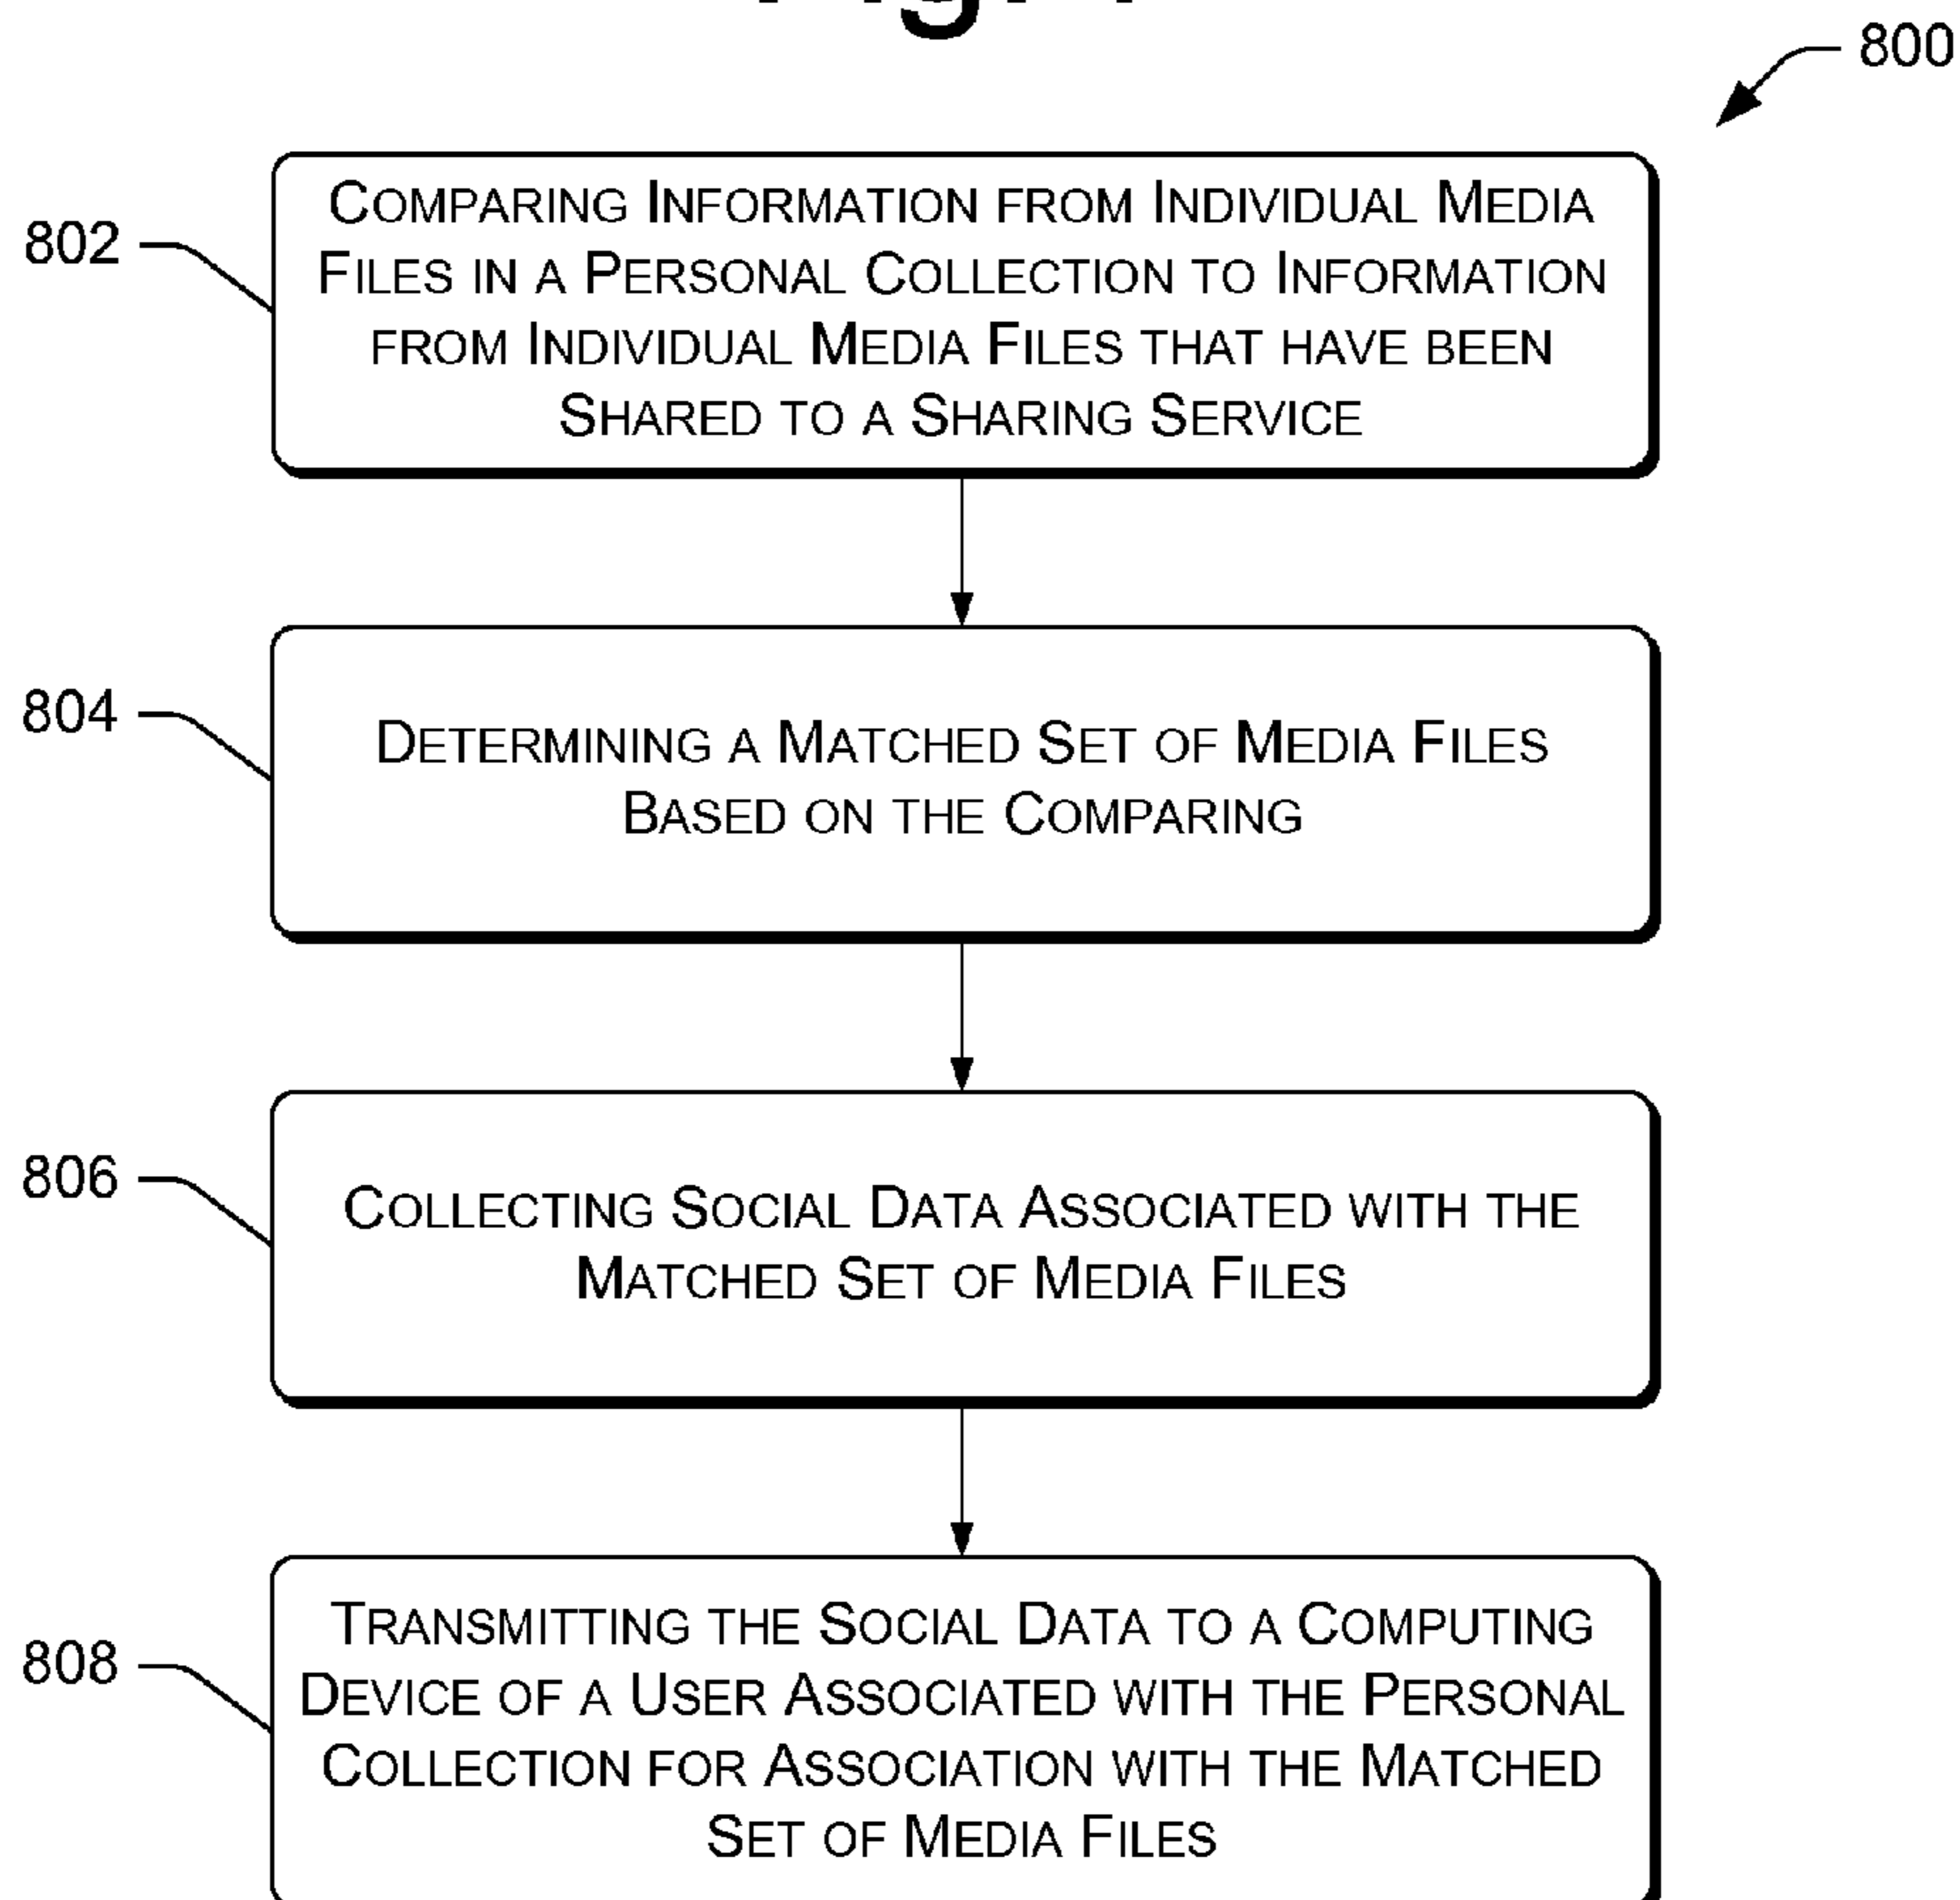 800
802
COMPARING INFORMATION FROM INDIVIDUAL MEDIA
FILES IN A PERSONAL COLLECTION TO INFORMATION
FROM INDIVIDUAL MEDIA FILES THAT HAVE BEEN
SHARED TO A SHARING SERVICE
804
DETERMINING A MATCHED SET OF MEDIA FILES
BASED ON THE COMPARING
806
COLLECTING SOCIAL DATA ASSOCIATED WITH THE
MATCHED SET OF MEDIA FILES
808
TRANSMITTING THE SOCIAL DATA TO A COMPUTING
DEVICE OF A USER ASSOCIATED WITH THE PERSONAL
COLLECTION FOR ASSOCIATION WITH THE MATCHED
SET OF MEDIA FILES